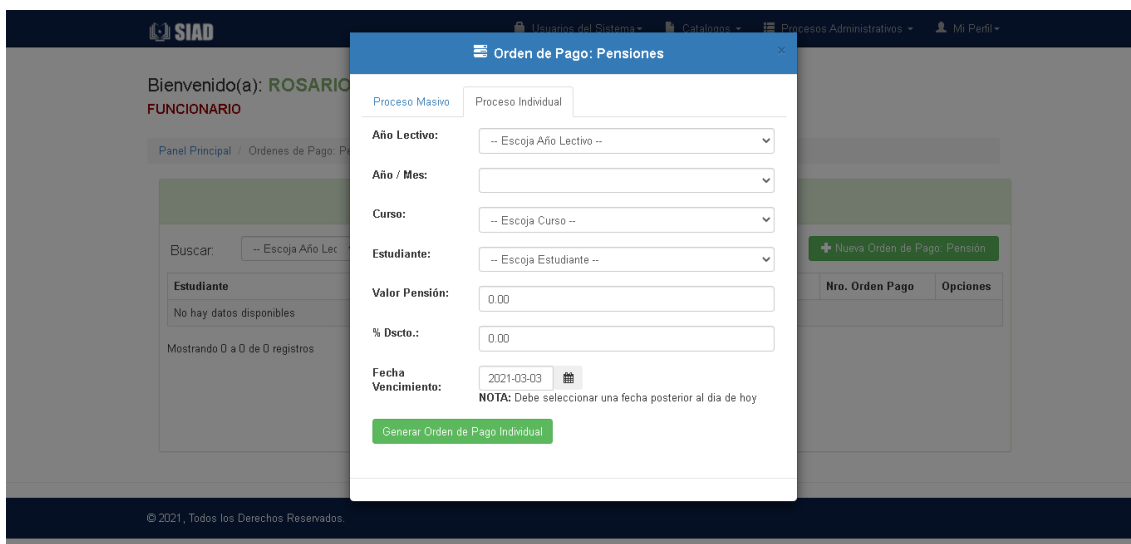 SIAD
Usuarios del Sistema
Catalogos
Procesos Administrativos
Mi Perfil
Orden de Pago: Pensiones
×
Bienvenido(a): ROSARIO
FUNCIONARIO
Proceso Masivo
Proceso Individual
Panel Principal / Ordenes de Pago: Pe
Año Lectivo:
-- Escoja Año Lectivo --
Año / Mes:
Curso:
-- Escoja Curso --
Buscar:
-- Escoja Año Lec
Nueva Orden de Pago: Pensión
Estudiante:
-- Escoja Estudiante --
Estudiante
Nro. Orden Pago
Opciones
No hay datos disponibles
Valor Pensión:
0.00
% Dscto.:
0.00
Mostrando 0 a 0 de 0 registros
Fecha
Vencimiento:
2021-03-03
NOTA: Debe seleccionar una fecha posterior al dia de hoy
Generar Orden de Pago Individual
© 2021, Todos los Derechos Reservados.